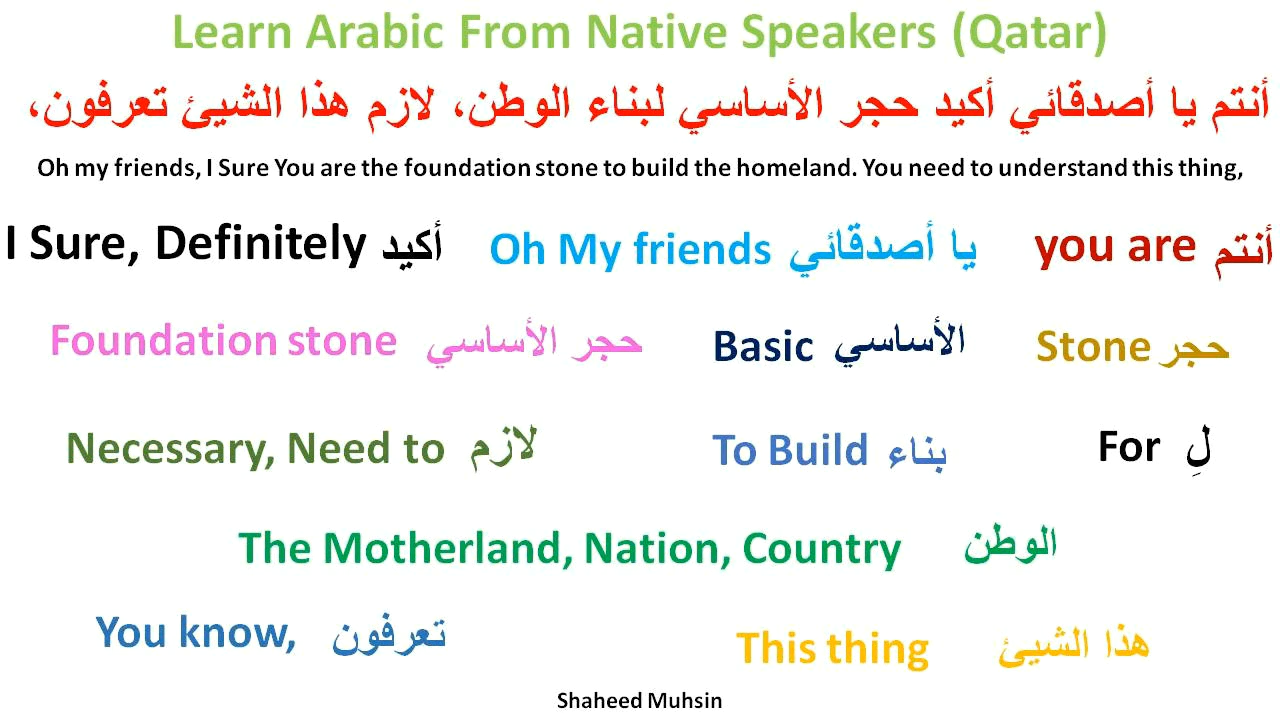 Learn Arabic From Native Speakers (Qatar)
أنتم يا أصدقائي أكيد حجر الأساسي لبناء الوطن، لازم هذا الشيئ تعرفون،
Oh my friends, I Sure You are the foundation stone to build the homeland. You need to understand this thing,
I Sure, Definitely أكيد Oh My friends يا أصدقائي you are أنتم
Foundation stone حجر الأساسي Basic الأساسي Stone حجر
Necessary, Need to لازم To Build بناء For لِ
The Motherland, Nation, Country الوطن
You know, تعرفون This thing هذا الشيئ
Shaheed Muhsin